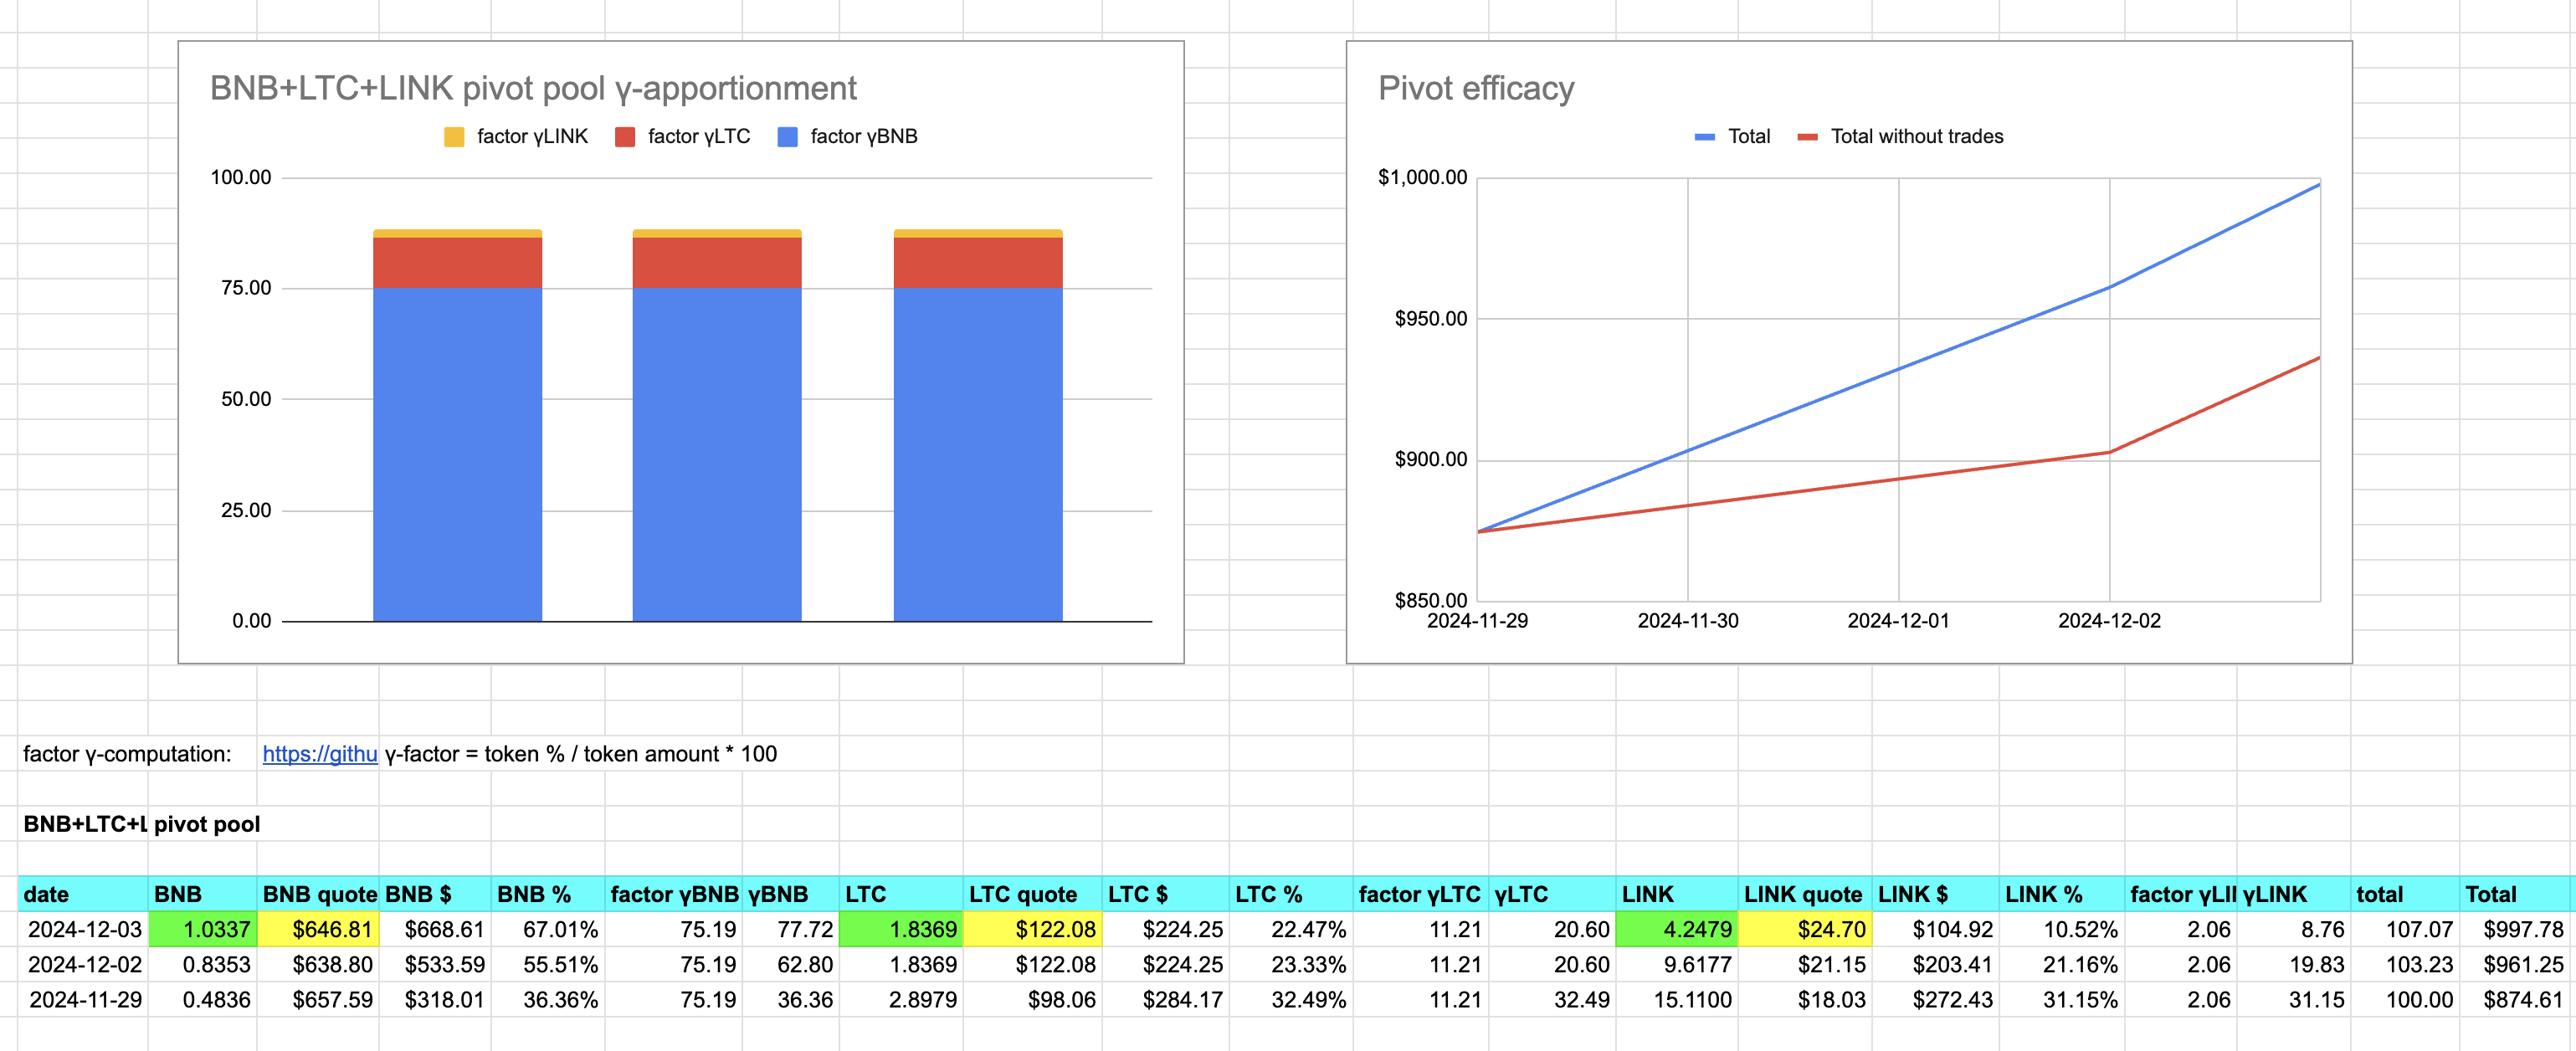 BNB+LTC+LINK pivot pool γ-apportionment
factor γLINK factor γLTC factor γBNB
100.00
75.00
50.00
25.00
0.00
Pivot efficacy
Total Total without trades
$1,000.00
$950.00
$900.00
$850.00
2024-11-29 2024-11-30 2024-12-01 2024-12-02
factor γ-computation: https://githu γ-factor = token % / token amount * 100
BNB+LTC+L pivot pool
date BNB BNB quote BNB $ BNB % factor γBNB γBNB LTC LTC quote LTC $ LTC % factor γLTC γLTC LINK LINK quote LINK $ LINK % factor γLII γLINK total Total
2024-12-03 1.0337 $646.81 $668.61 67.01% 75.19 77.72 1.8369 $122.08 $224.25 22.47% 11.21 20.60 4.2479 $24.70 $104.92 10.52% 2.06 8.76 107.07 $997.78
2024-12-02 0.8353 $638.80 $533.59 55.51% 75.19 62.80 1.8369 $122.08 $224.25 23.33% 11.21 20.60 9.6177 $21.15 $203.41 21.16% 2.06 19.83 103.23 $961.25
2024-11-29 0.4836 $657.59 $318.01 36.36% 75.19 36.36 2.8979 $98.06 $284.17 32.49% 11.21 32.49 15.1100 $18.03 $272.43 31.15% 2.06 31.15 100.00 $874.61